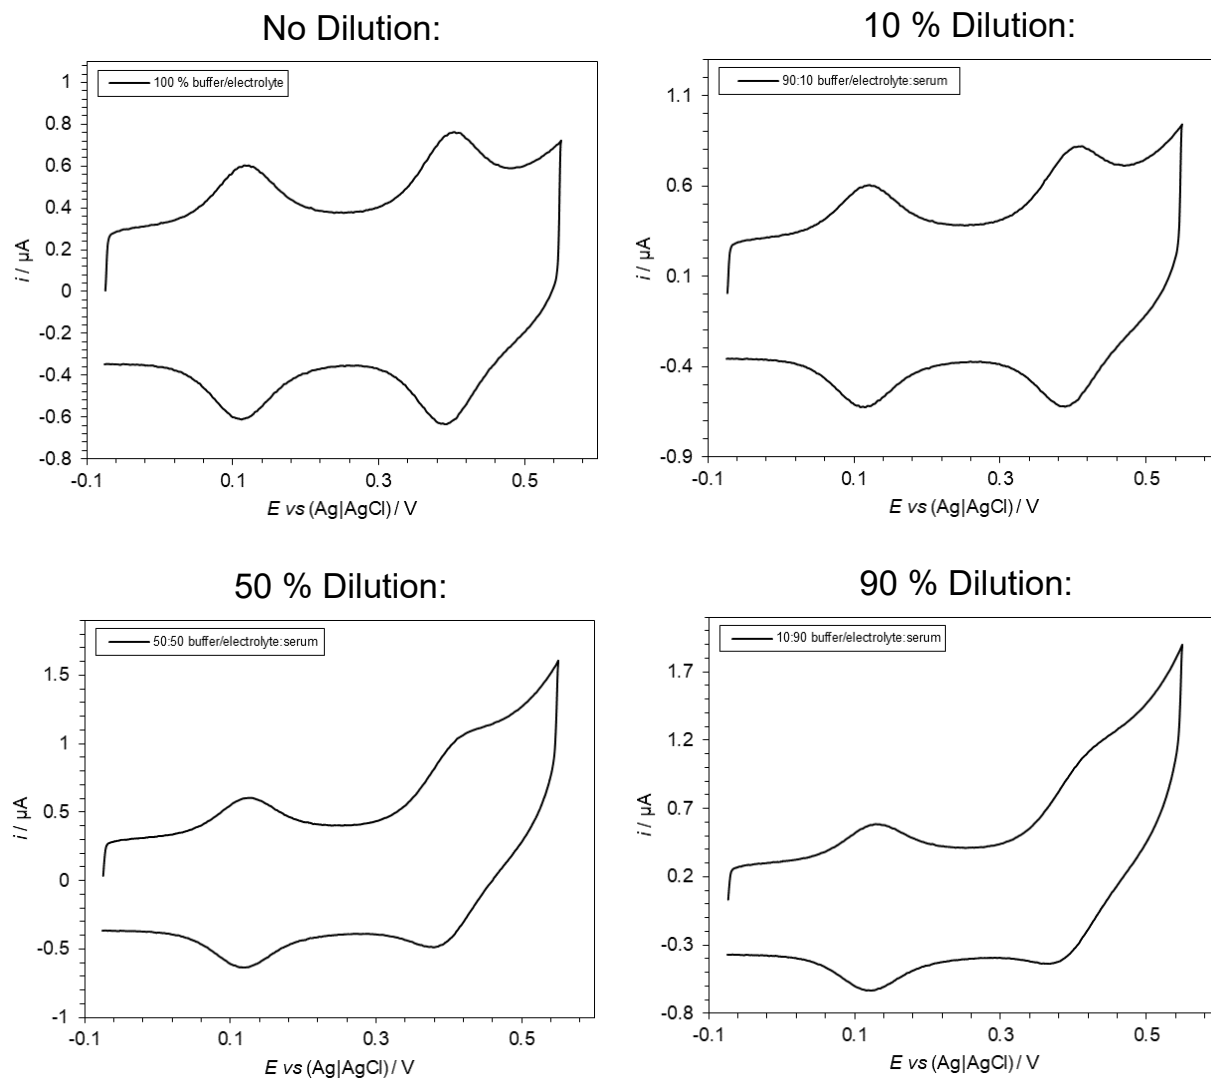 No Dilution:
100 % buffer/electrolyte
1
0.8
0.6
0.4
0.2
0
-0.2
-0.4
-0.6
-0.8
i / µA
-0.1
0.1
0.3
0.5
E vs (Ag|AgCl) / V
10 % Dilution:
90:10 buffer/electrolyte:serum
1.1
0.6
0.1
-0.4
-0.9
i / µA
-0.1
0.1
0.3
0.5
E vs (Ag|AgCl) / V
50 % Dilution:
50:50 buffer/electrolyte:serum
1.5
1
0.5
0
-0.5
-1
i / µA
-0.1
0.1
0.3
0.5
E vs (Ag|AgCl) / V
90 % Dilution:
10:90 buffer/electrolyte:serum
1.7
1.2
0.7
0.2
-0.3
-0.8
i / µA
-0.1
0.1
0.3
0.5
E vs (Ag|AgCl) / V